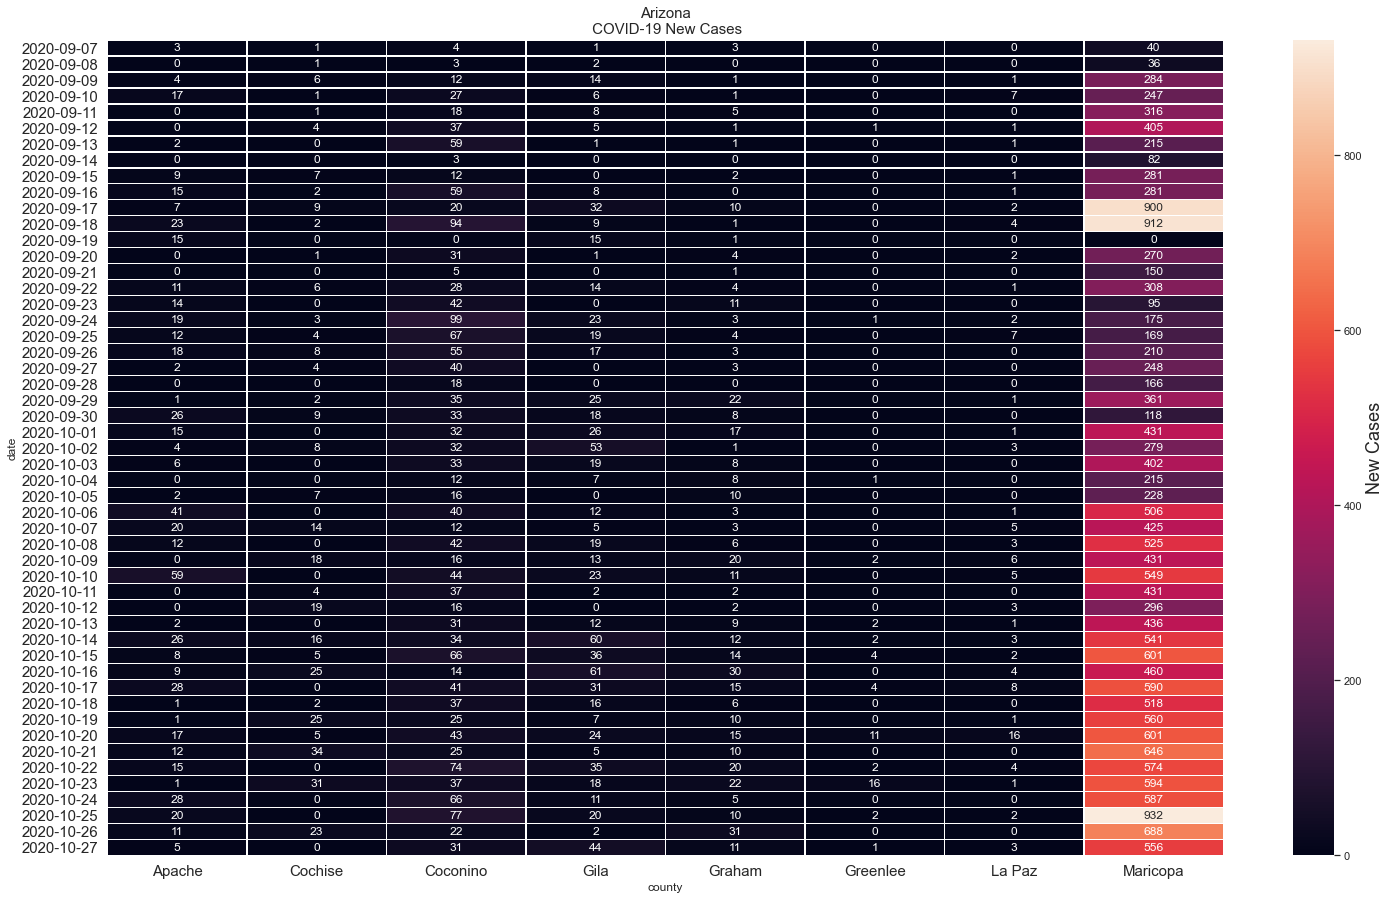 Arizona
COVID-19 New Cases
2020-09-07 3 1 4 1 3 0 0 40
2020-09-08 0 1 3 2 0 0 0 36
2020-09-09 4 6 12 14 1 0 1 284
2020-09-10 17 1 27 6 1 0 7 247
2020-09-11 0 1 18 8 5 0 0 316
2020-09-12 0 4 37 5 1 1 1 405
2020-09-13 2 0 59 1 1 0 1 215
2020-09-14 0 0 3 0 0 0 0 82
2020-09-15 9 7 12 0 2 0 1 281
2020-09-16 15 2 59 8 0 0 1 281
2020-09-17 7 9 20 32 10 0 2 900
2020-09-18 23 2 94 9 1 0 4 912
2020-09-19 15 0 0 15 1 0 0 0
2020-09-20 0 1 31 1 4 0 2 270
2020-09-21 0 0 5 0 1 0 0 150
2020-09-22 11 6 28 14 4 0 1 308
2020-09-23 14 0 42 0 11 0 0 95
2020-09-24 19 3 99 23 3 1 2 175
2020-09-25 12 4 67 19 4 0 7 169
2020-09-26 18 8 55 17 3 0 0 210
2020-09-27 2 4 40 0 3 0 0 248
2020-09-28 0 0 18 0 0 0 0 166
2020-09-29 1 2 35 25 22 0 1 361
2020-09-30 26 9 33 18 8 0 0 118
2020-10-01 15 0 32 26 17 0 1 431
2020-10-02 4 8 32 53 1 0 3 279
2020-10-03 6 0 33 19 8 0 0 402
2020-10-04 0 0 12 7 8 1 0 215
2020-10-05 2 7 16 0 10 0 0 228
2020-10-06 41 0 40 12 3 0 1 506
2020-10-07 20 14 12 5 3 0 5 425
2020-10-08 12 0 42 19 6 0 3 525
2020-10-09 0 18 16 13 20 2 6 431
2020-10-10 59 0 44 23 11 0 5 549
2020-10-11 0 4 37 2 2 0 0 431
2020-10-12 0 19 16 0 2 0 3 296
2020-10-13 2 0 31 12 9 2 1 436
2020-10-14 26 16 34 60 12 2 3 541
2020-10-15 8 5 66 36 14 4 2 601
2020-10-16 9 25 14 61 30 0 4 460
2020-10-17 28 0 41 31 15 4 8 590
2020-10-18 1 2 37 16 6 0 0 518
2020-10-19 1 25 25 7 10 0 1 560
2020-10-20 17 5 43 24 15 11 16 601
2020-10-21 12 34 25 5 10 0 0 646
2020-10-22 15 0 74 35 20 2 4 574
2020-10-23 1 31 37 18 22 16 1 594
2020-10-24 28 0 66 11 5 0 0 587
2020-10-25 20 0 77 20 10 2 2 932
2020-10-26 11 23 22 2 31 0 0 688
2020-10-27 5 0 31 44 11 1 3 556
Apache Cochise Coconino Gila Graham Greenlee La Paz Maricopa
county
date
800
600
400
200
0
New Cases